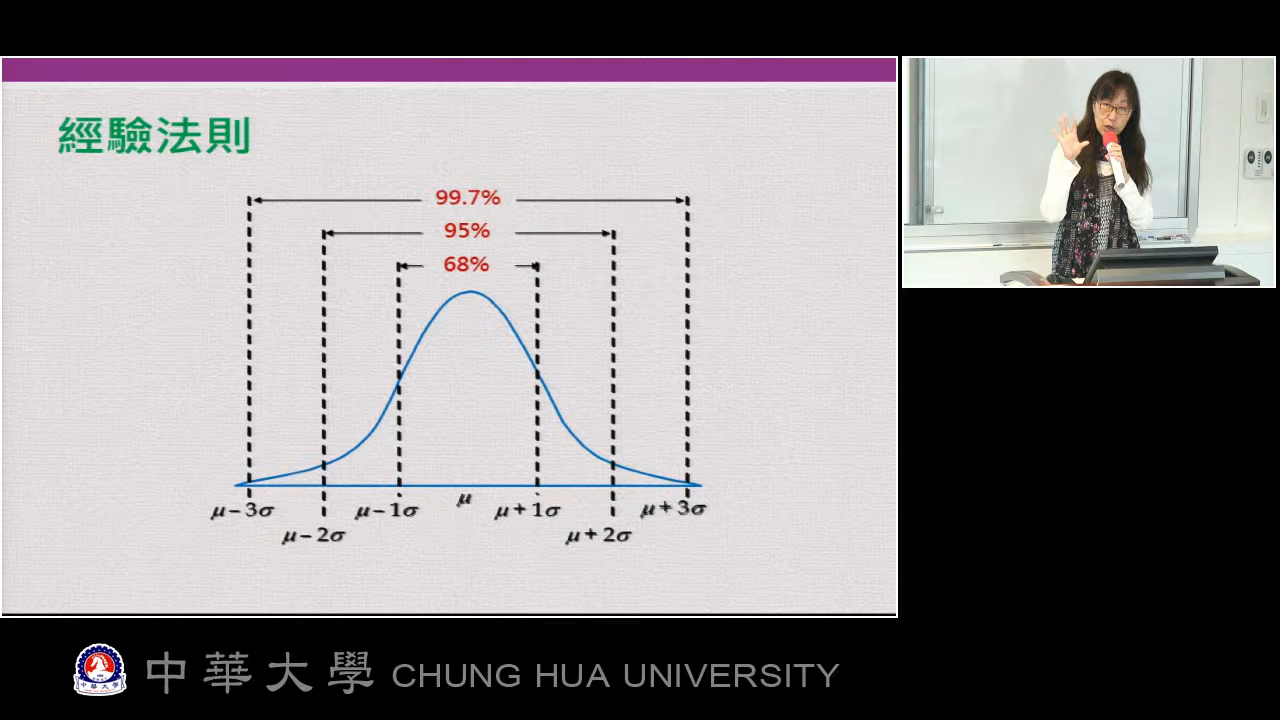 經驗法則
99.7%
95%
68%
μ
μ−3σ μ−1σ μ+1σ μ+3σ
μ−2σ μ+2σ
中華大學 CHUNG HUA UNIVERSITY